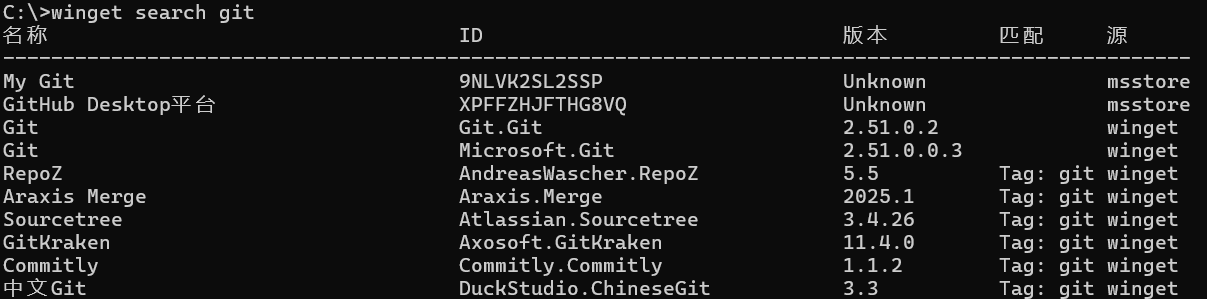 C:\>winget search git
名称 ID 版本 匹配 源
-----------------------------------------------------------------------------------------------
My Git 9NLVK2SL2SSP Unknown msstore
GitHub Desktop平台 XPFFZHJFTHG8VQ Unknown msstore
Git Git.Git 2.51.0.2 winget
Git Microsoft.Git 2.51.0.0.3 winget
RepoZ AndreasWascher.RepoZ 5.5 Tag: git winget
Araxis Merge Araxis.Merge 2025.1 Tag: git winget
Sourcetree Atlassian.Sourcetree 3.4.26 Tag: git winget
GitKraken Axosoft.GitKraken 11.4.0 Tag: git winget
Commitly Commitly.Commitly 1.1.2 Tag: git winget
中文Git DuckStudio.ChineseGit 3.3 Tag: git winget